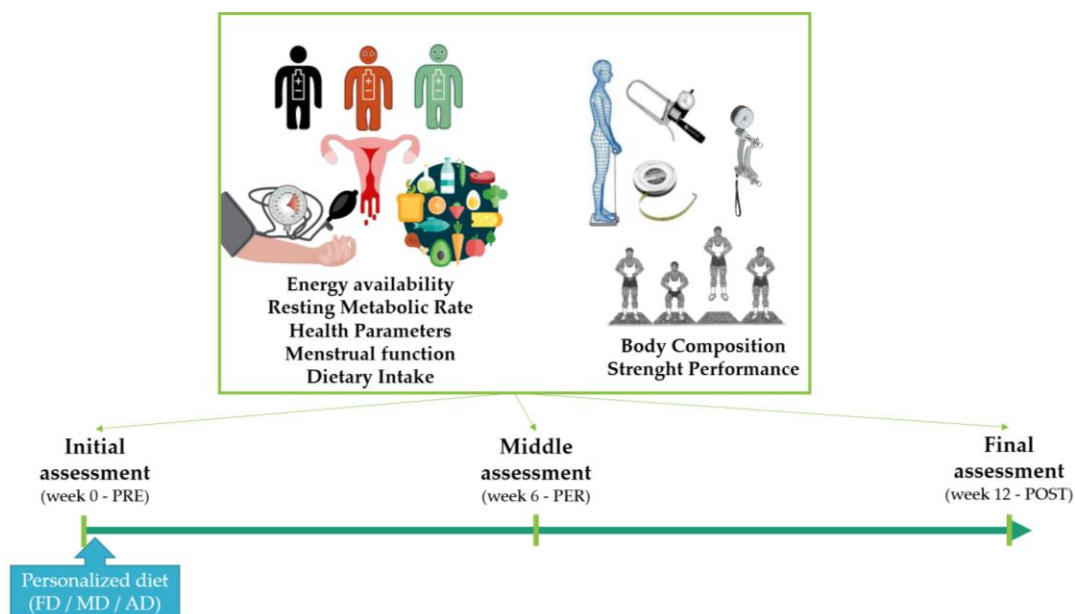 Energy availability
Resting Metabolic Rate
Health Parameters
Menstrual function
Dietary Intake
Body Composition
Strenght Performance
Initial
assessment
(week 0 - PRE)
Middle
assessment
(week 6 - PER)
Final
assessment
(week 12 - POST)
Personalized diet
(FD / MD / AD)